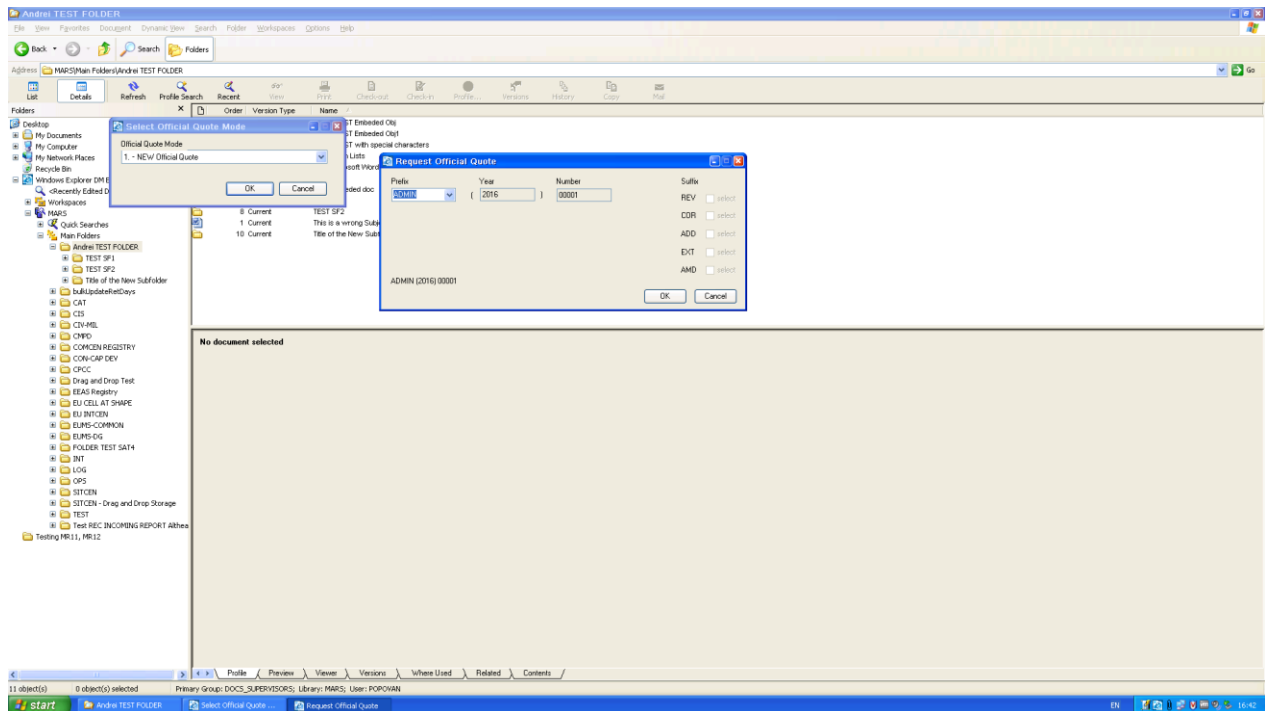 Andrei TEST FOLDER
File View Favorites Document Dynamic View Search Folder Workspaces Options Help
Back Search Folders
Address MARS\Main Folders\Andrei TEST FOLDER Go
List Details Refresh Profile Search Recent View Print Check-out Check-in Profile... Versions History Copy Mail
Folders × Order Version Type Name
Desktop
My Documents
My Computer
My Network Places
Recycle Bin
Windows Explorer DM E
<Recently Edited D
Workspaces
MARS
Quick Searches
Main Folders
Andrei TEST FOLDER
TEST SF1
TEST SF2
Title of the New Subfolder
bulkUpdateRetDays
CAT
CIS
CIV-MIL
CMPD
COMCEN REGISTRY
CON-CAP DEV
CPCC
Drag and Drop Test
EEAS Registry
EU CELL AT SHAPE
EU INTCEN
EUMS-COMMON
EUMS-DG
FOLDER TEST SAT4
INT
LOG
OPS
SITCEN
SITCEN - Drag and Drop Storage
TEST
Test REC INCOMING REPORT Althea
Testing MR11, MR12
Select Official Quote Mode
Official Quote Mode
1. - NEW Official Quote
OK Cancel
ST Embeded Obj
ST Embeded Obj1
ST with special characters
Lists
osoft Word
eded doc
8 Current TEST SF2
1 Current This is a wrong Subje
10 Current Title of the New Subf
Request Official Quote
Prefix Year Number Suffix
ADMIN ( 2016 ) 00001
REV select
COR select
ADD select
EXT select
AMD select
ADMIN (2016) 00001
OK Cancel
No document selected
Profile Preview Viewer Versions Where Used Related Contents
11 object(s) 0 object(s) selected Primary Group: DOCS_SUPERVISORS; Library: MARS; User: POPOVAN
start Andrei TEST FOLDER Select Official Quote ... Request Official Quote EN 16:42